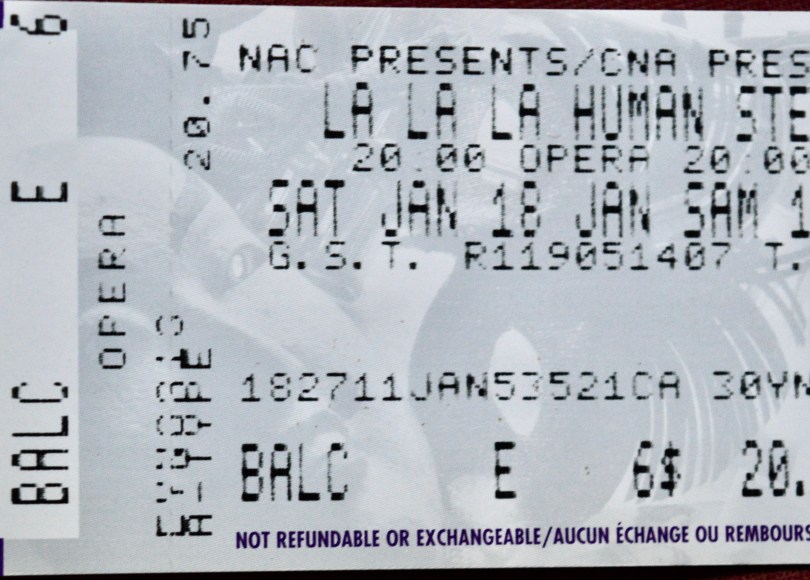 BALC E 6
OPERA
20.75
NAC PRESENTS/CNA PRES
LA LA LA HUMAN STE
20:00 OPERA 20:00
SAT JAN 18 JAN SAM 1
G.S.T. R119051407 T.
182711JAN53521CA 30YN
BALC E 6$ 20.
NOT REFUNDABLE OR EXCHANGEABLE/AUCUN ÉCHANGE OU REMBOURS